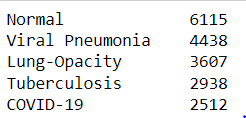 Normal 6115
Viral Pneumonia 4438
Lung-Opacity 3607
Tuberculosis 2938
COVID-19 2512